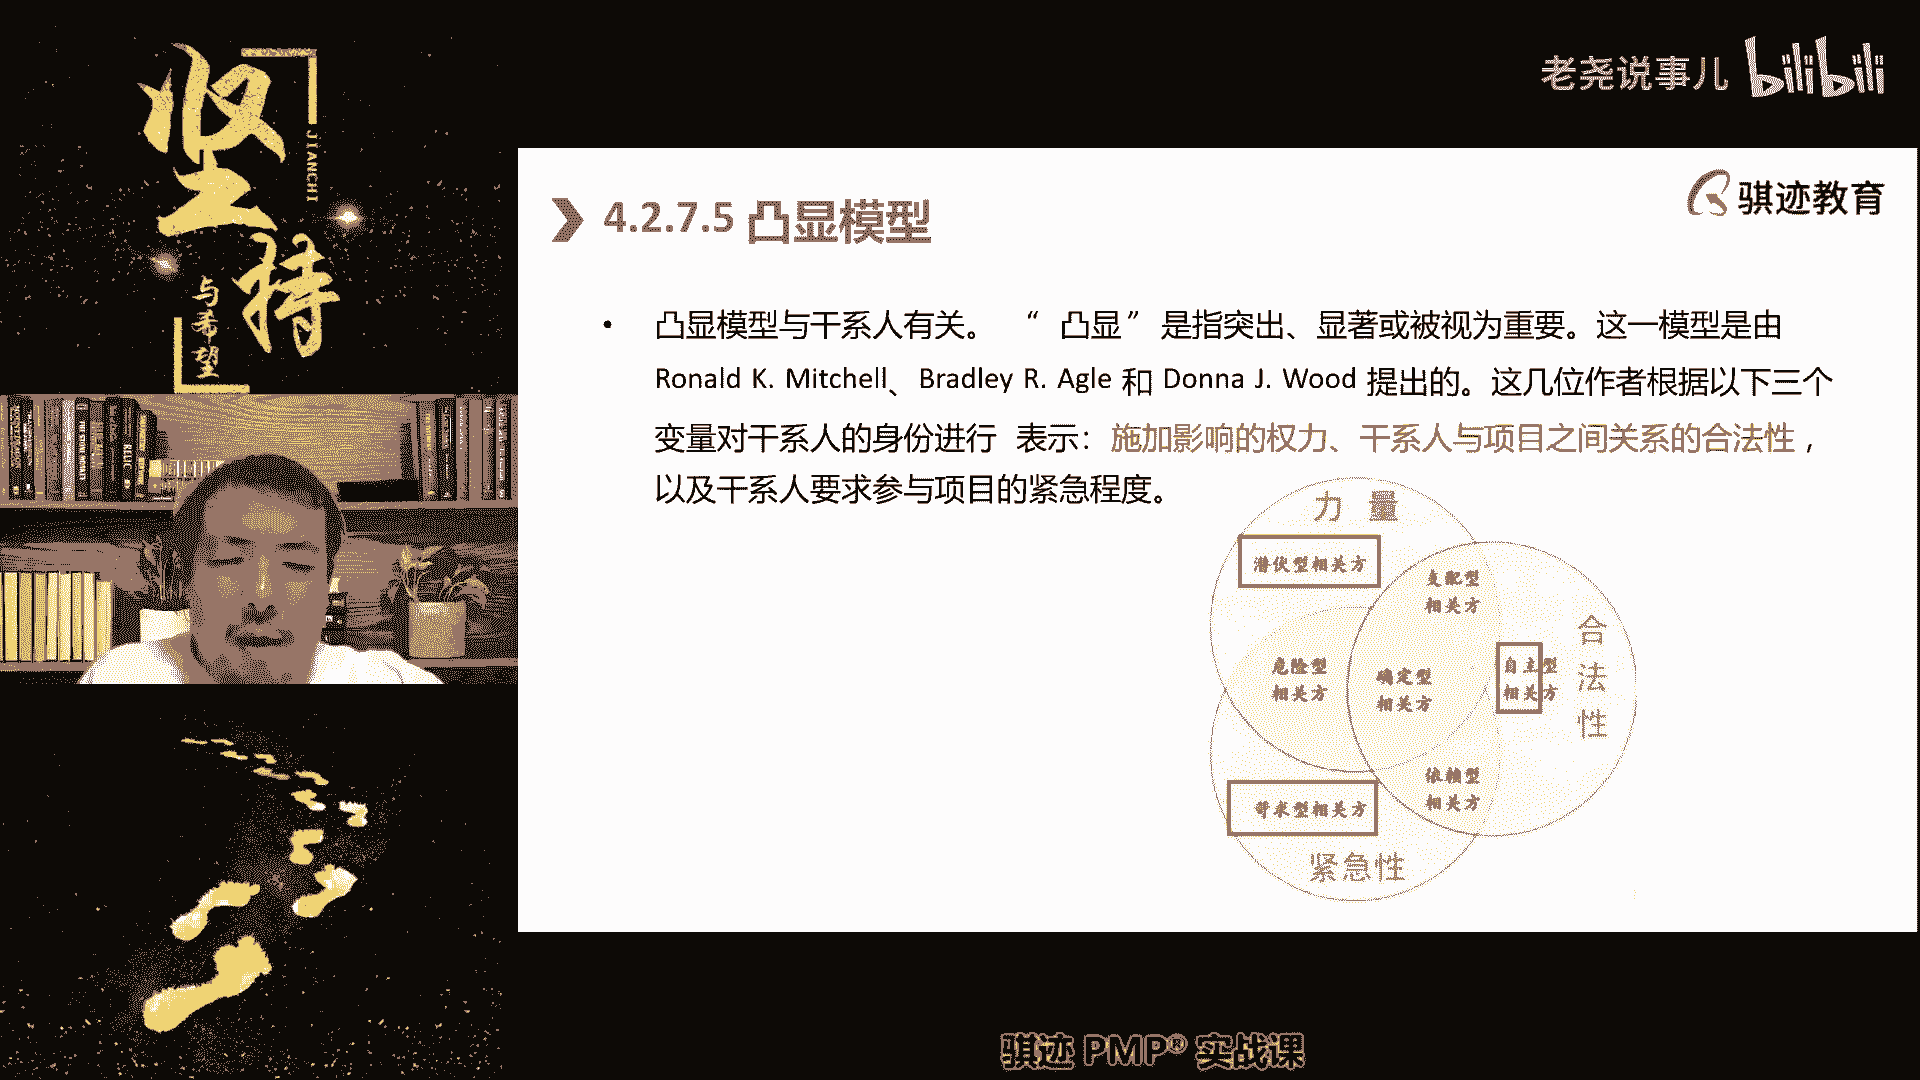 坚持
JIANCHI
与希望
老尧说事儿 bilibili
骐迹教育
4.2.7.5 凸显模型
• 凸显模型与干系人有关。 “ 凸显 ” 是指突出、显著或被视为重要。这一模型是由
Ronald K. Mitchell、Bradley R. Agle 和 Donna J. Wood 提出的。这几位作者根据以下三个
变量对干系人的身份进行 表示：施加影响的权力、干系人与项目之间关系的合法性，
以及干系人要求参与项目的紧急程度。
力 量
潜伏型相关方
支配型
相关方
合法性
危险型
相关方
确定型
相关方
自主型
相关方
依赖型
相关方
苛求型相关方
紧急性
骐迹 PMP® 实战课